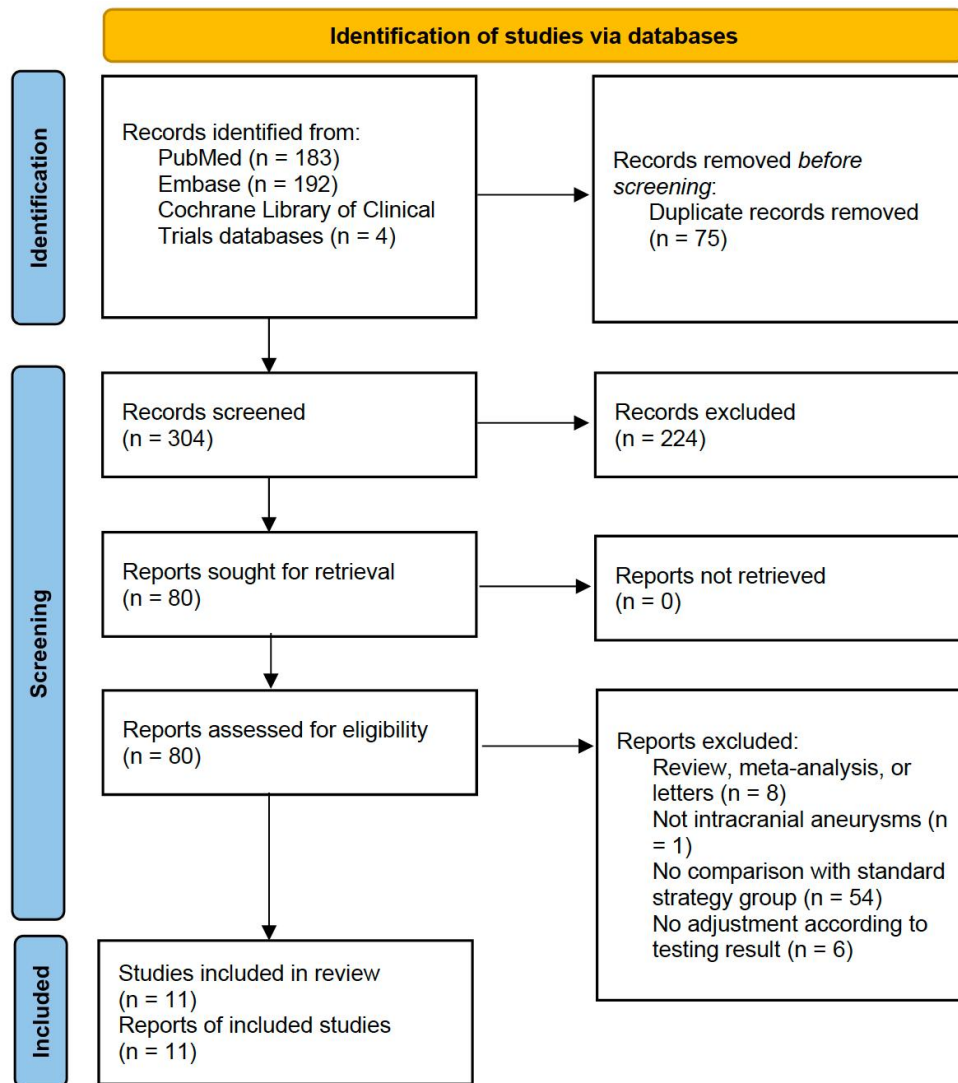 Identification of studies via databases
Identification
Records identified from:
PubMed (n = 183)
Embase (n = 192)
Cochrane Library of Clinical
Trials databases (n = 4)
Records removed before
screening:
Duplicate records removed
(n = 75)
Screening
Records screened
(n = 304)
Records excluded
(n = 224)
Reports sought for retrieval
(n = 80)
Reports not retrieved
(n = 0)
Reports assessed for eligibility
(n = 80)
Reports excluded:
Review, meta-analysis, or
letters (n = 8)
Not intracranial aneurysms (n
= 1)
No comparison with standard
strategy group (n = 54)
No adjustment according to
testing result (n = 6)
Included
Studies included in review
(n = 11)
Reports of included studies
(n = 11)